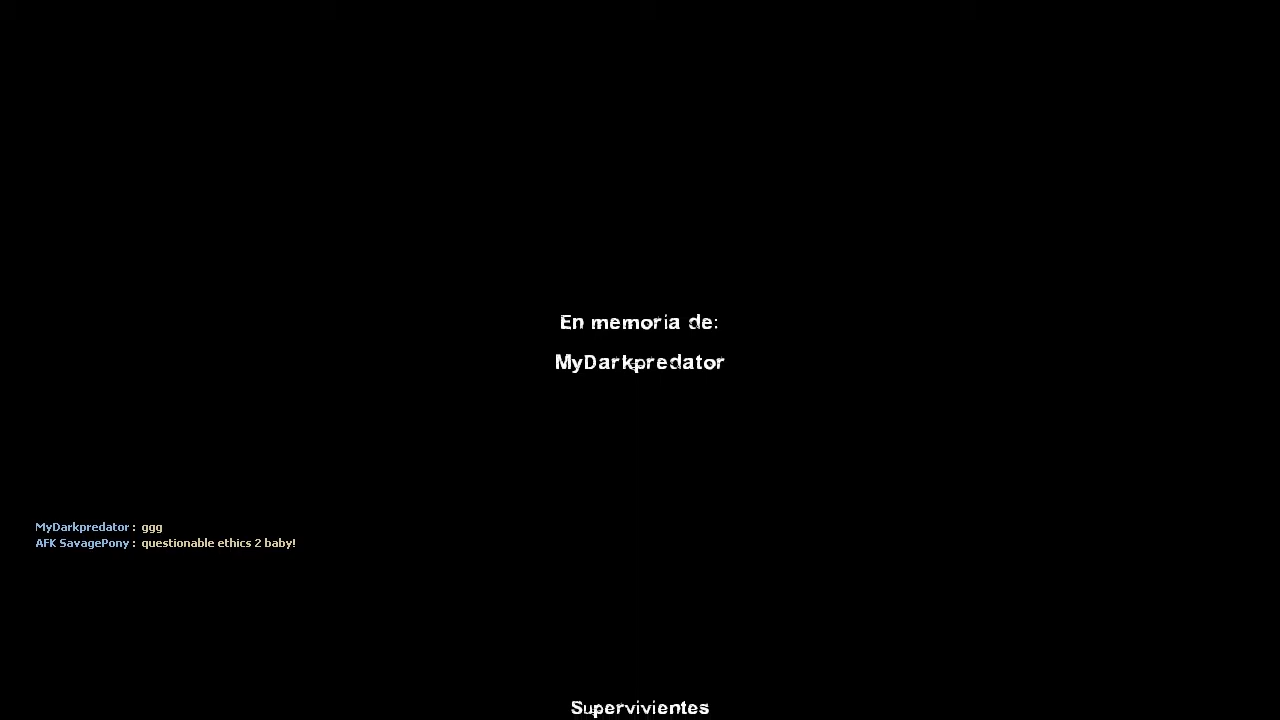 En memoria de:
MyDarkpredator
MyDarkpredator : ggg
AFK SavagePony : questionable ethics 2 baby!
Supervivientes